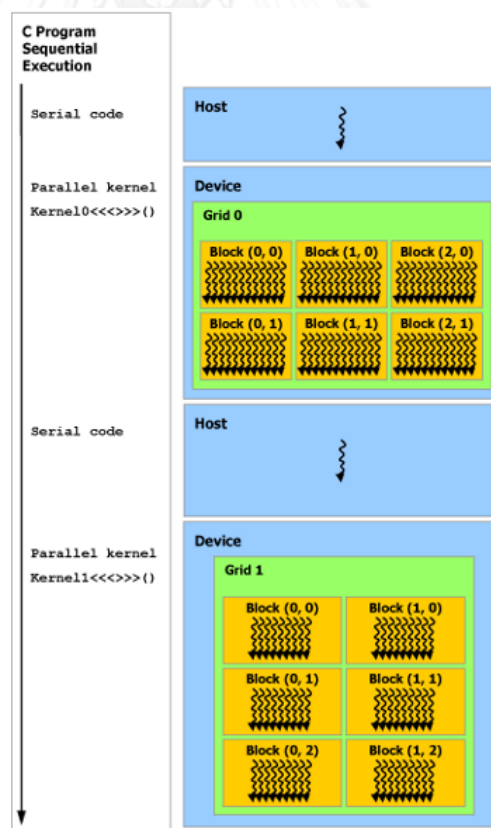 C Program
Sequential
Execution
Serial code
Host
Parallel kernel
Kernel0<<<>>>()
Device
Grid 0
Block (0, 0)
Block (1, 0)
Block (2, 0)
Block (0, 1)
Block (1, 1)
Block (2, 1)
Serial code
Host
Parallel kernel
Kernel1<<<>>>()
Device
Grid 1
Block (0, 0)
Block (1, 0)
Block (0, 1)
Block (1, 1)
Block (0, 2)
Block (1, 2)